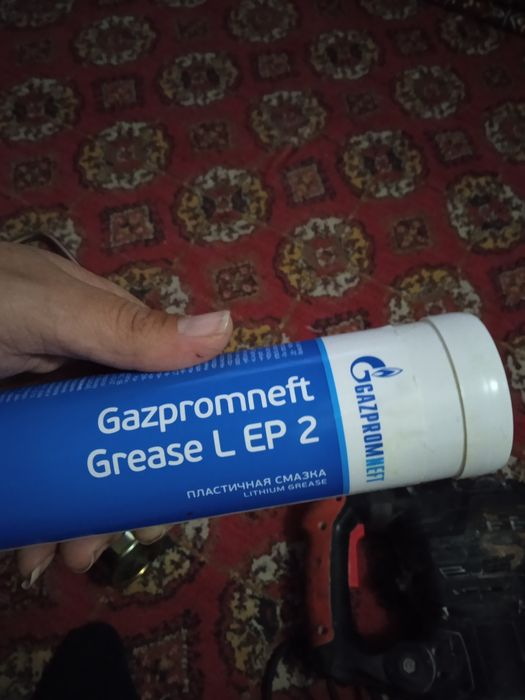 Gazpromneft
Grease L EP 2
ПЛАСТИЧНАЯ СМАЗКА
LITHIUM GREASE
GAZPROMNEFT